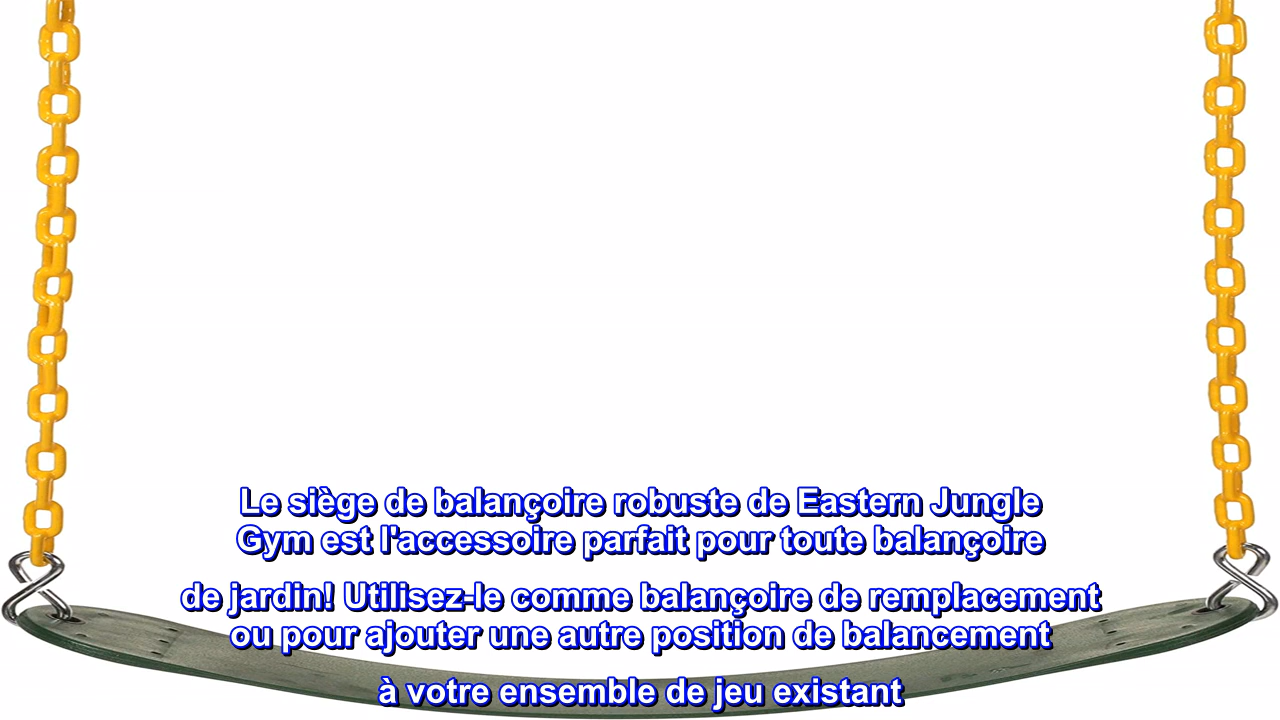 Le siège de balançoire robuste de Eastern Jungle
Gym est l'accessoire parfait pour toute balançoire
de jardin! Utilisez-le comme balançoire de remplacement
ou pour ajouter une autre position de balancement
à votre ensemble de jeu existant